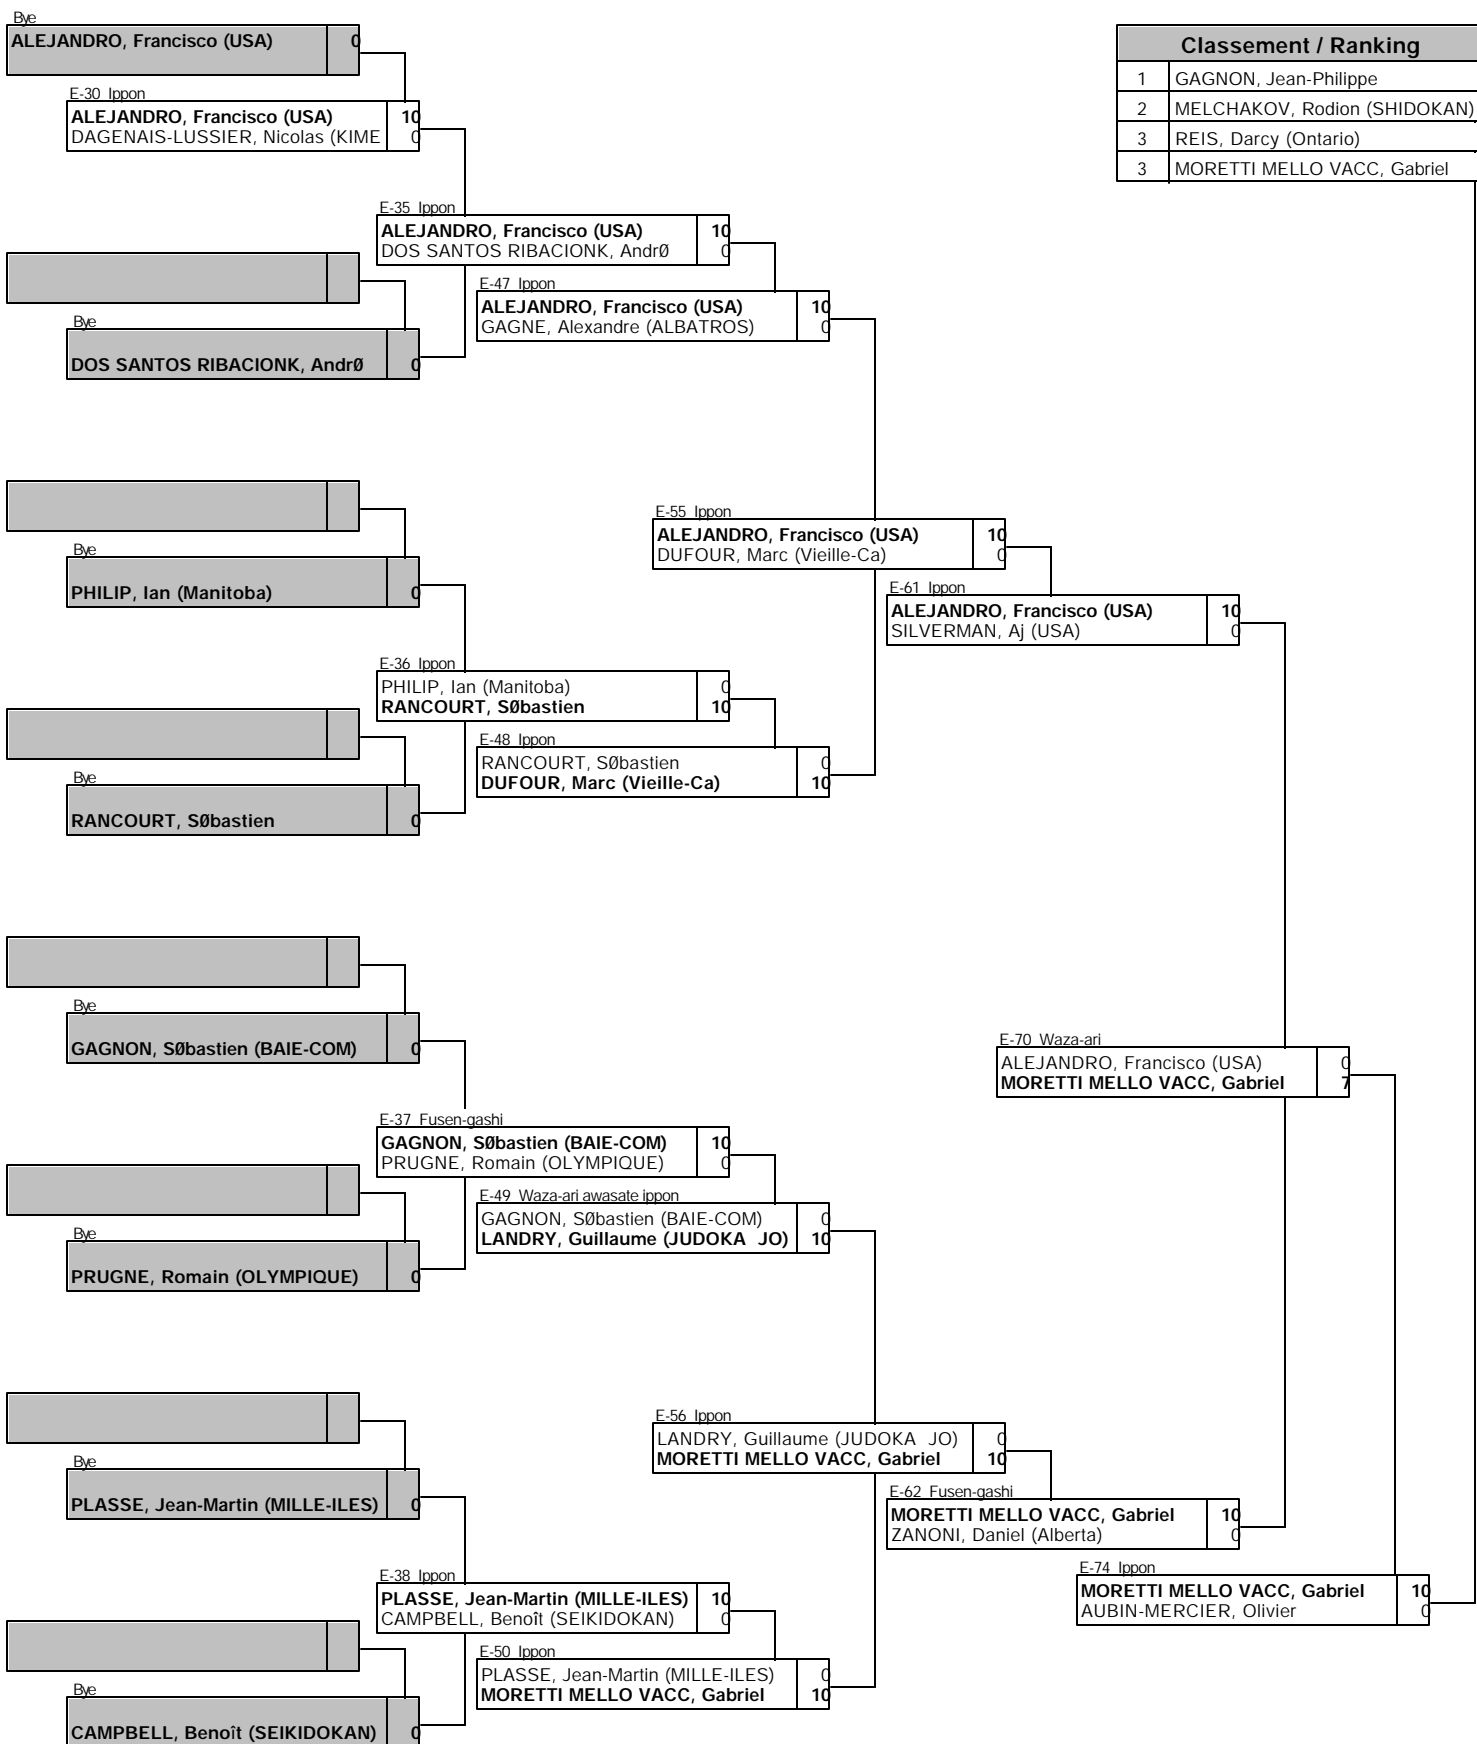 Bye
ALEJANDRO, Francisco (USA) 0
Classement / Ranking
1 GAGNON, Jean-Philippe
2 MELCHAKOV, Rodion (SHIDOKAN)
3 REIS, Darcy (Ontario)
3 MORETTI MELLO VACC, Gabriel
E-30 Ippon
ALEJANDRO, Francisco (USA) 10
DAGENAIS-LUSSIER, Nicolas (KIME 0
E-35 Ippon
ALEJANDRO, Francisco (USA) 10
DOS SANTOS RIBACIONK, AndrØ 0
E-47 Ippon
ALEJANDRO, Francisco (USA) 10
GAGNE, Alexandre (ALBATROS) 0
Bye
DOS SANTOS RIBACIONK, AndrØ 0
E-55 Ippon
ALEJANDRO, Francisco (USA) 10
DUFOUR, Marc (Vieille-Ca) 0
Bye
PHILIP, Ian (Manitoba) 0
E-61 Ippon
ALEJANDRO, Francisco (USA) 10
SILVERMAN, Aj (USA) 0
E-36 Ippon
PHILIP, Ian (Manitoba) 0
RANCOURT, SØbastien 10
E-48 Ippon
RANCOURT, SØbastien 0
DUFOUR, Marc (Vieille-Ca) 10
Bye
RANCOURT, SØbastien 0
Bye
GAGNON, SØbastien (BAIE-COM) 0
E-70 Waza-ari
ALEJANDRO, Francisco (USA) 0
MORETTI MELLO VACC, Gabriel 7
E-37 Fusen-gashi
GAGNON, SØbastien (BAIE-COM) 10
PRUGNE, Romain (OLYMPIQUE) 0
E-49 Waza-ari awasate ippon
GAGNON, SØbastien (BAIE-COM) 0
LANDRY, Guillaume (JUDOKA JO) 10
Bye
PRUGNE, Romain (OLYMPIQUE) 0
E-56 Ippon
LANDRY, Guillaume (JUDOKA JO) 0
MORETTI MELLO VACC, Gabriel 10
Bye
PLASSE, Jean-Martin (MILLE-ILES) 0
E-62 Fusen-gashi
MORETTI MELLO VACC, Gabriel 10
ZANONI, Daniel (Alberta) 0
E-74 Ippon
MORETTI MELLO VACC, Gabriel 10
AUBIN-MERCIER, Olivier 0
E-38 Ippon
PLASSE, Jean-Martin (MILLE-ILES) 10
CAMPBELL, Benoît (SEIKIDOKAN) 0
E-50 Ippon
PLASSE, Jean-Martin (MILLE-ILES) 0
MORETTI MELLO VACC, Gabriel 10
Bye
CAMPBELL, Benoît (SEIKIDOKAN) 0